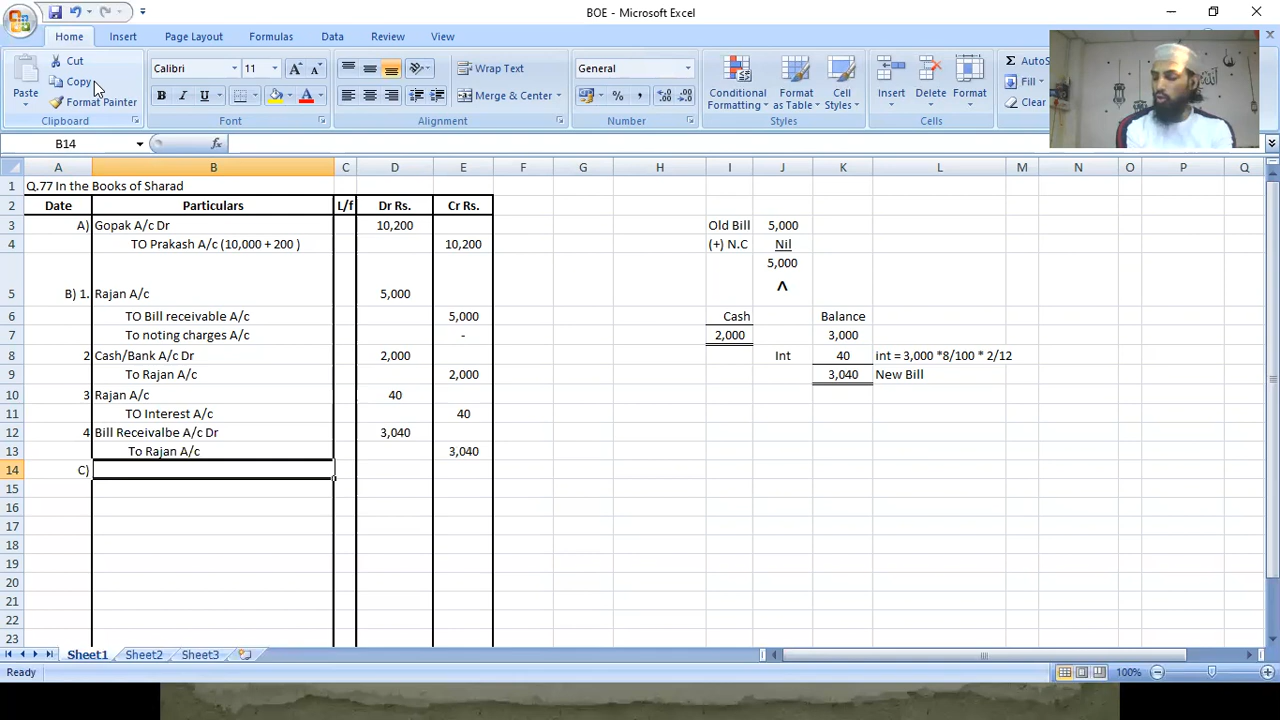 BOE - Microsoft Excel
Home Insert Page Layout Formulas Data Review View
Paste
Cut
Copy
Format Painter
Clipboard
Calibri 11
B I U
Font
Wrap Text
Merge & Center
Alignment
General
% ,
Number
Conditional Formatting
Format as Table
Cell Styles
Styles
Insert Delete Format
Cells
Σ AutoS
Fill
Clear
B14 fx
A B C D E F G H I J K L M N O P Q
1 Q.77 In the Books of Sharad
2 Date Particulars L/f Dr Rs. Cr Rs.
3 A) Gopak A/c Dr 10,200 Old Bill 5,000
4 TO Prakash A/c (10,000 + 200 ) 10,200 (+) N.C Nil
5,000
^
5 B) 1. Rajan A/c 5,000
6 TO Bill receivable A/c 5,000 Cash Balance
7 To noting charges A/c - 2,000 3,000
8 2 Cash/Bank A/c Dr 2,000 Int 40 int = 3,000 *8/100 * 2/12
9 To Rajan A/c 2,000 3,040 New Bill
10 3 Rajan A/c 40
11 TO Interest A/c 40
12 4 Bill Receivalbe A/c Dr 3,040
13 To Rajan A/c 3,040
14 C)
15
16
17
18
19
20
21
22
23
Sheet1 Sheet2 Sheet3
Ready 100%